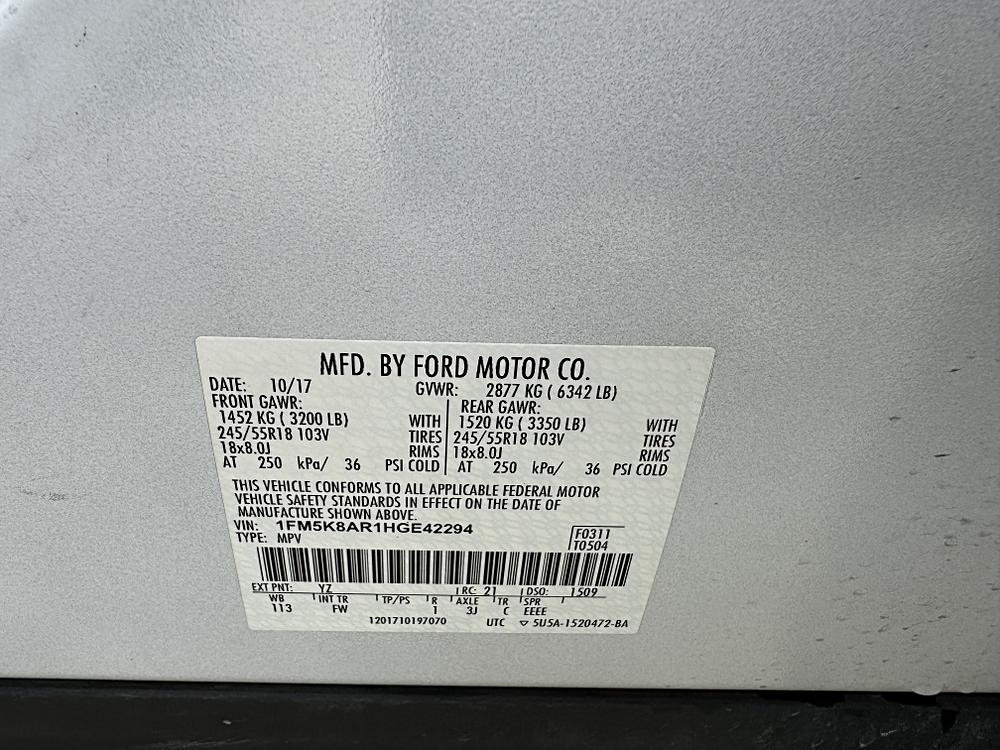 MFD. BY FORD MOTOR CO.
DATE: 10/17 GVWR: 2877 KG ( 6342 LB)
FRONT GAWR: REAR GAWR:
1452 KG ( 3200 LB) WITH 1520 KG ( 3350 LB) WITH
245/55R18 103V TIRES 245/55R18 103V TIRES
18x8.0J RIMS 18x8.0J RIMS
AT 250 kPa/ 36 PSI COLD AT 250 kPa/ 36 PSI COLD
THIS VEHICLE CONFORMS TO ALL APPLICABLE FEDERAL MOTOR
VEHICLE SAFETY STANDARDS IN EFFECT ON THE DATE OF
MANUFACTURE SHOWN ABOVE.
VIN: 1FM5K8AR1HGE42294 F0311
TYPE: MPV T0504
EXT PNT: YZ RC: 21 DSO: 1509
WB INT TR TP/PS R AXLE TR SPR
113 FW 1 3J C EEEE
1201710197070 UTC ▽ 5U5A-1520472-BA